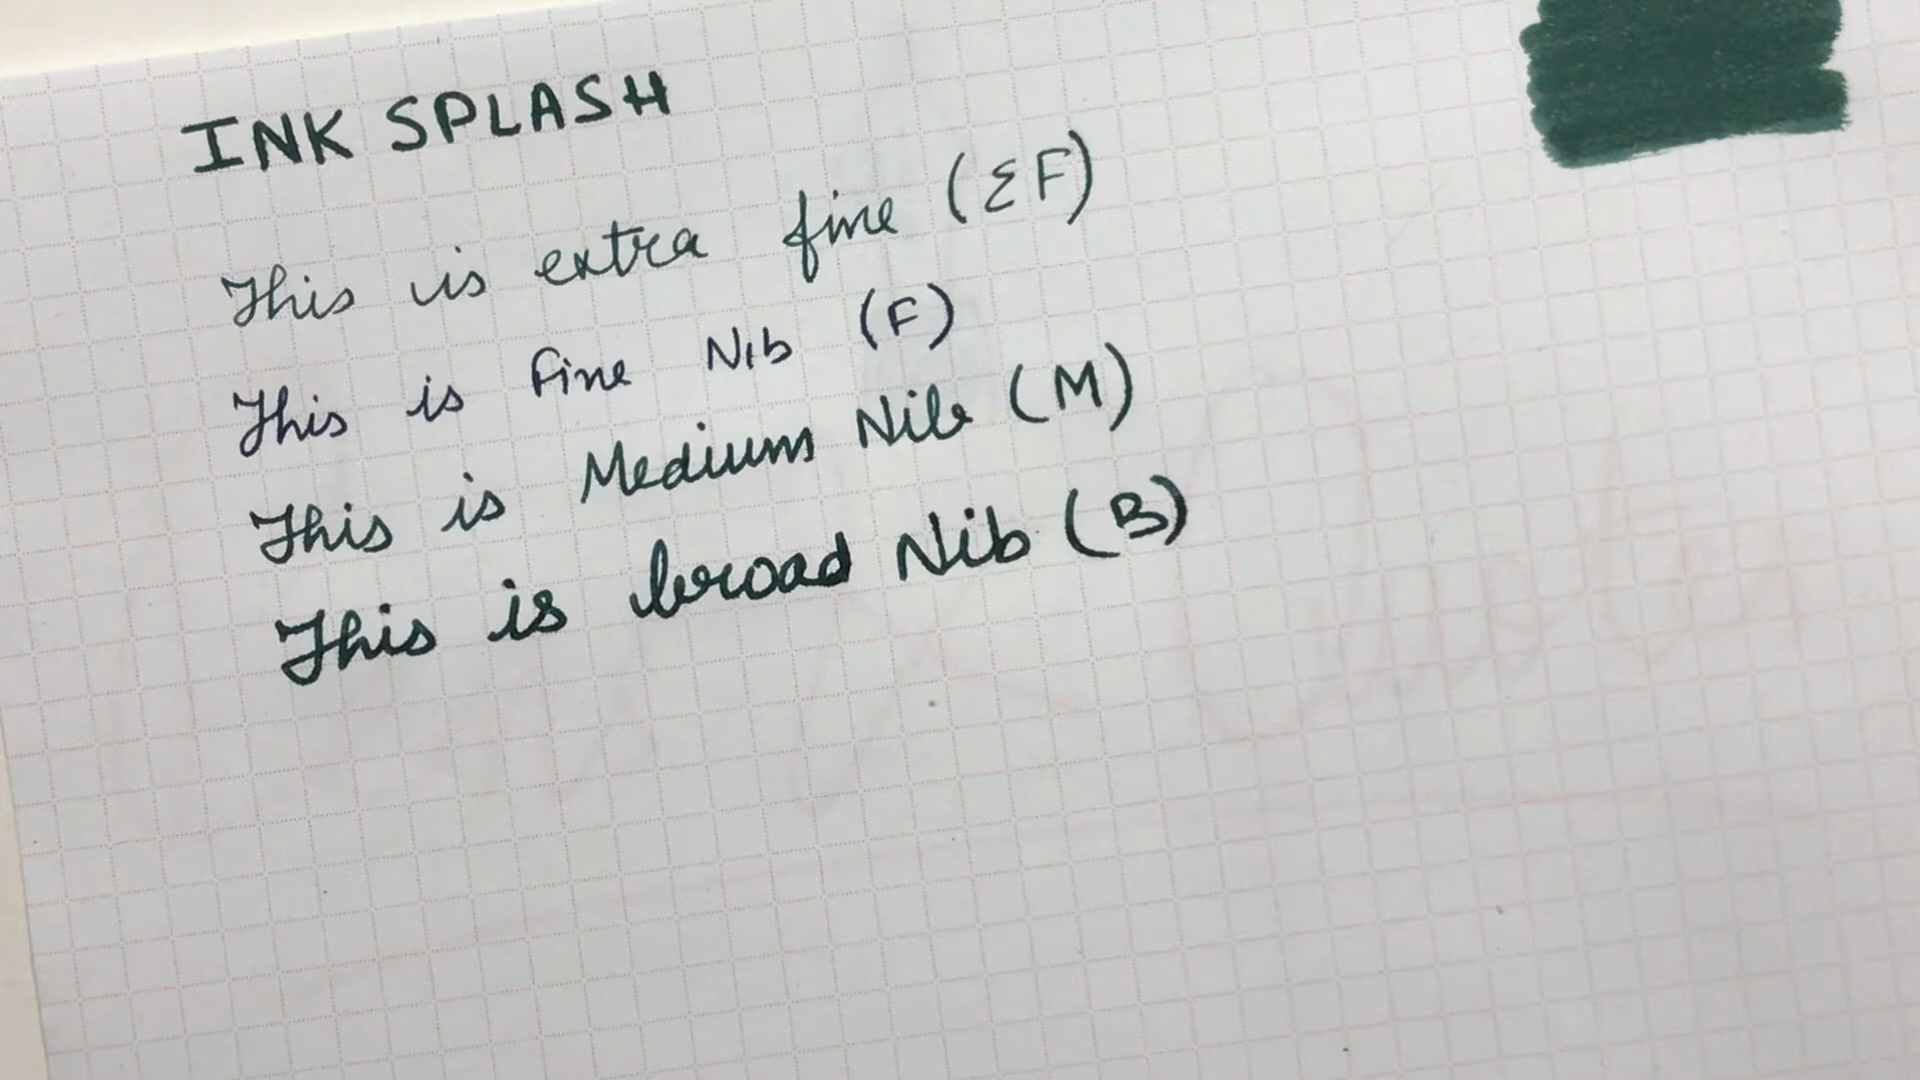 INK SPLASH
This is extra fine (EF)
This is fine Nib (F)
This is Medium Nib (M)
This is broad Nib (B)